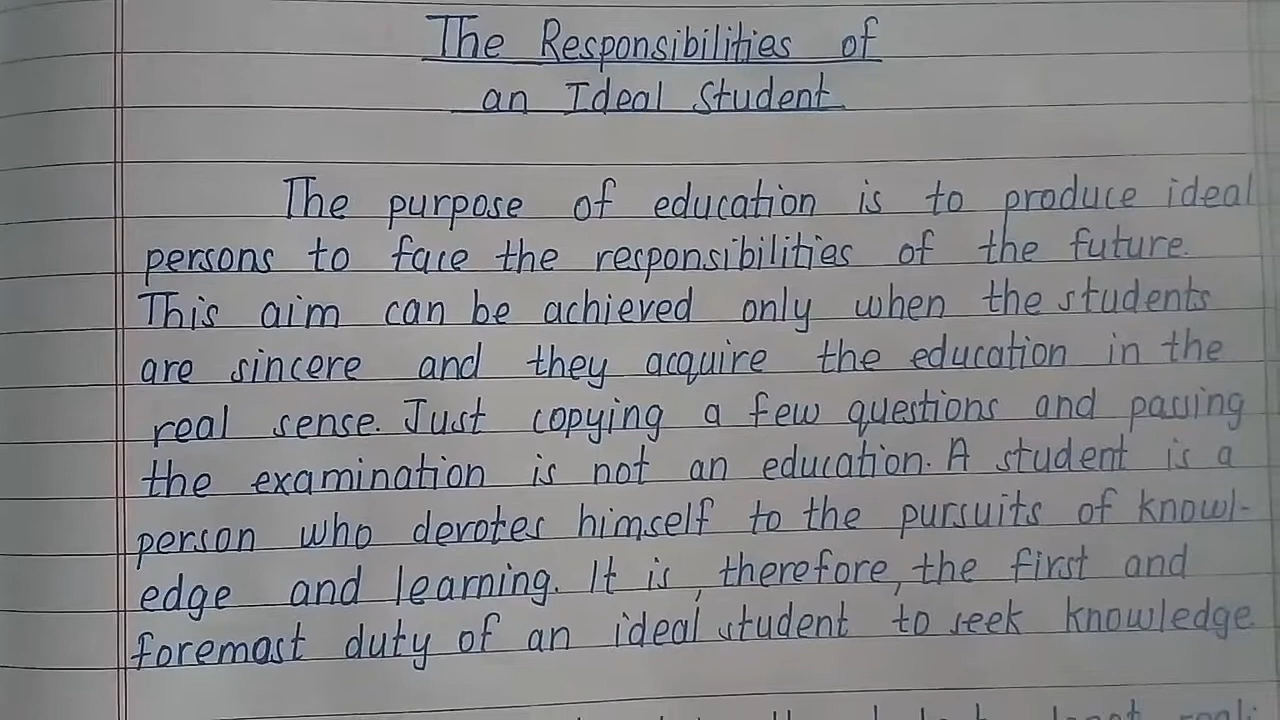 The Responsibilities of
an Ideal Student
The purpose of education is to produce ideal
persons to face the responsibilities of the future.
This aim can be achieved only when the students
are sincere and they acquire the education in the
real sense. Just copying a few questions and passing
the examination is not an education. A student is a
person who devotes himself to the pursuits of knowl-
edge and learning. It is, therefore, the first and
foremost duty of an ideal student to seek knowledge